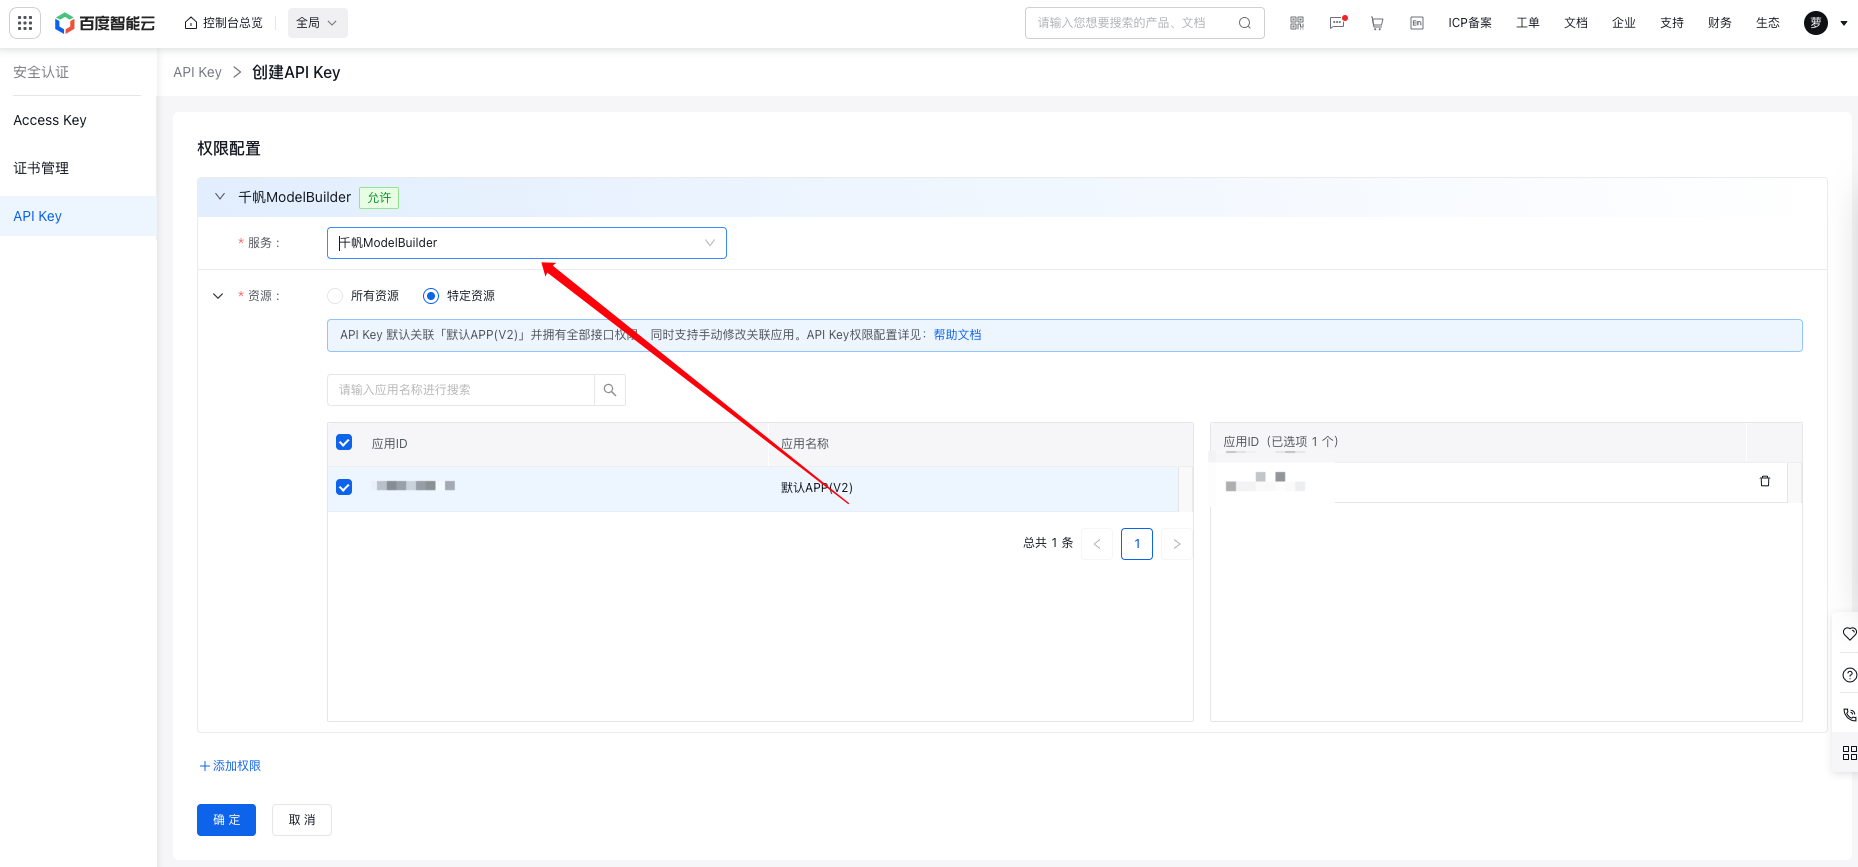 百度智能云
控制台总览
全局
请输入您想要搜索的产品、文档
En
ICP备案
工单
文档
企业
支持
财务
生态
萝
安全认证
Access Key
证书管理
API Key
API Key > 创建API Key
权限配置
千帆ModelBuilder 允许
* 服务：
千帆ModelBuilder
* 资源：
所有资源
特定资源
API Key 默认关联「默认APP(V2)」并拥有全部接口权限，同时支持手动修改关联应用。API Key权限配置详见：帮助文档
请输入应用名称进行搜索
应用ID
应用名称
应用ID（已选项 1 个）
默认APP(V2)
总共 1 条
1
+添加权限
确 定
取 消